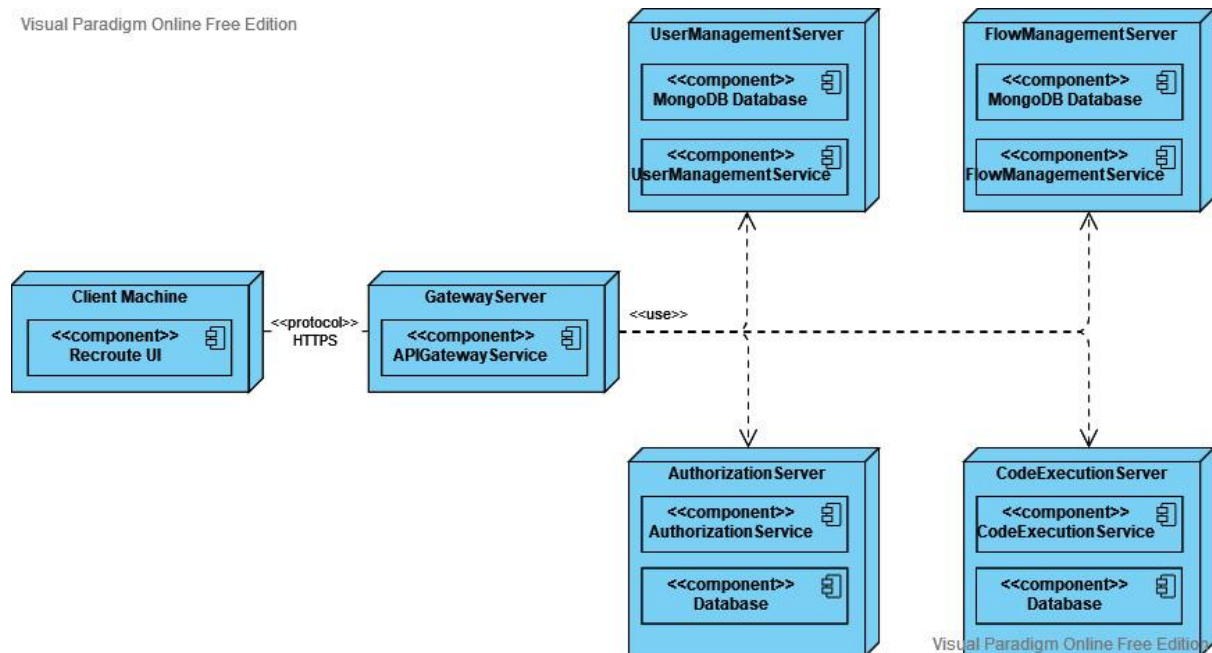 Visual Paradigm Online Free Edition
UserManagementServer
<<component>>
MongoDB Database
<<component>>
UserManagementService
FlowManagementServer
<<component>>
MongoDB Database
<<component>>
FlowManagementService
Client Machine
<<component>>
Recroute UI
<<protocol>>
HTTPS
GatewayServer
<<component>>
APIGatewayService
<<use>>
AuthorizationServer
<<component>>
AuthorizationService
<<component>>
Database
CodeExecutionServer
<<component>>
CodeExecutionService
<<component>>
Database
Visual Paradigm Online Free Edition